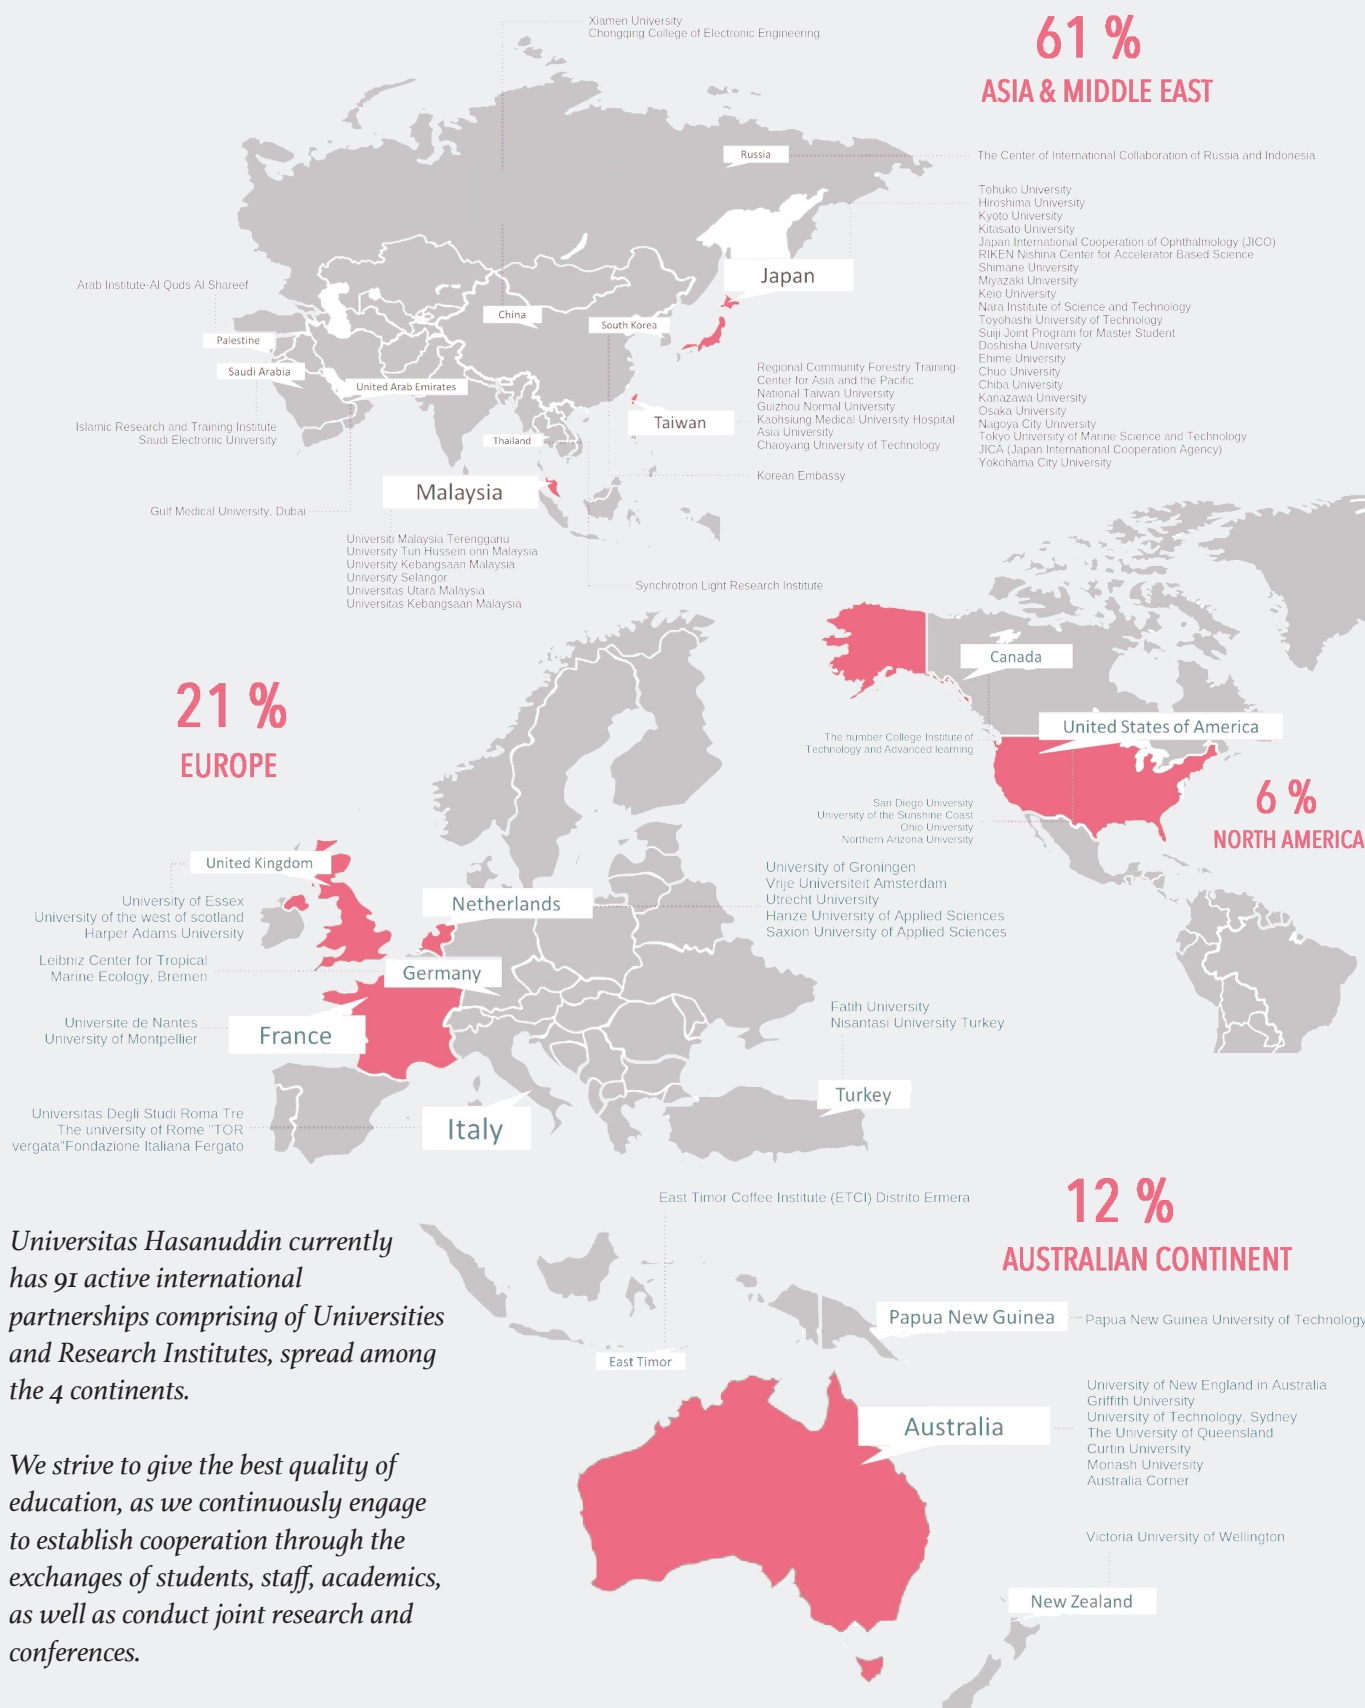 Xiamen University
Chongqing College of Electronic Engineering
61 %
ASIA & MIDDLE EAST
Russia
The Center of International Collaboration of Russia and Indonesia
Tohuko University
Hiroshima University
Kyoto University
Kitasato University
Japan International Cooperation of Ophthalmology (JICO)
RIKEN Nishina Center for Accelerator Based Science
Shimane University
Miyazaki University
Keio University
Nara Institute of Science and Technology
Toyohashi University of Technology
Suiji Joint Program for Master Student
Doshisha University
Ehime University
Chuo University
Chiba University
Kanazawa University
Osaka University
Nagoya City University
Tokyo University of Marine Science and Technology
JICA (Japan International Cooperation Agency)
Yokohama City University
Japan
Arab Institute-Al Quds Al Shareef
China
South Korea
Palestine
Saudi Arabia
United Arab Emirates
Regional Community Forestry Training-
Center for Asia and the Pacific
National Taiwan University
Guizhou Normal University
Kaohsiung Medical University Hospital
Asia University
Chaoyang University of Technology
Taiwan
Islamic Research and Training Institute
Saudi Electronic University
Thailand
Korean Embassy
Malaysia
Gulf Medical University, Dubai
Universiti Malaysia Terengganu
University Tun Hussein onn Malaysia
University Kebangsaan Malaysia
University Selangor
Universitas Utara Malaysia
Universitas Kebangsaan Malaysia
Synchrotron Light Research Institute
Canada
21 %
EUROPE
United States of America
The humber College Institute of
Technology and Advanced learning
6 %
NORTH AMERICA
San Diego University
University of the Sunshine Coast
Ohio University
Northern Arizona University
United Kingdom
University of Essex
University of the west of scotland
Harper Adams University
Netherlands
University of Groningen
Vrije Universiteit Amsterdam
Utrecht University
Hanze University of Applied Sciences
Saxion University of Applied Sciences
Leibniz Center for Tropical
Marine Ecology, Bremen
Germany
Universite de Nantes
University of Montpellier
France
Fatih University
Nisantasi University Turkey
Turkey
Universitas Degli Studi Roma Tre
The university of Rome "TOR
vergata"Fondazione Italiana Fergato
Italy
East Timor Coffee Institute (ETCI) Distrito Ermera
12 %
AUSTRALIAN CONTINENT
Universitas Hasanuddin currently
has 91 active international
partnerships comprising of Universities
and Research Institutes, spread among
the 4 continents.
Papua New Guinea
Papua New Guinea University of Technology
East Timor
University of New England in Australia
Griffith University
University of Technology, Sydney
The University of Queensland
Curtin University
Monash University
Australia Corner
Australia
We strive to give the best quality of
education, as we continuously engage
to establish cooperation through the
exchanges of students, staff, academics,
as well as conduct joint research and
conferences.
Victoria University of Wellington
New Zealand